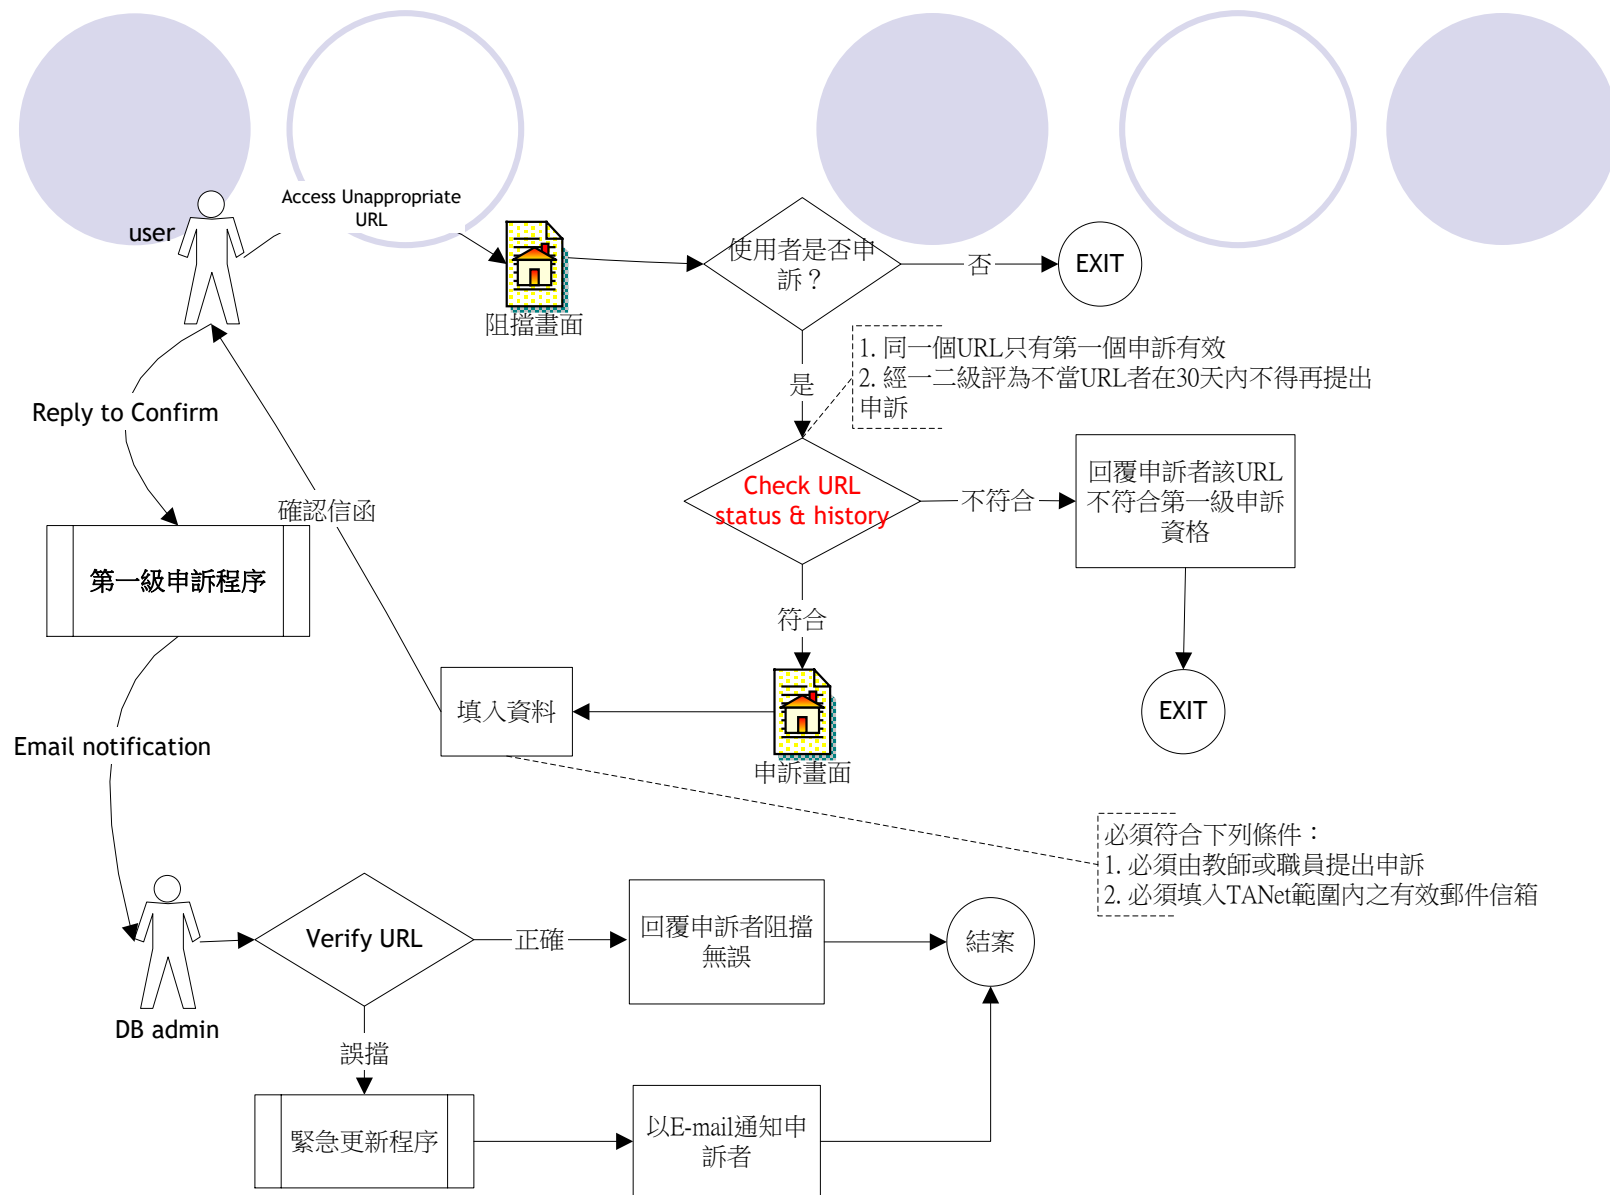 Access Unappropriate
URL
user
阻擋畫面
使用者是否申
訴？
否
EXIT
是
1. 同一個URL只有第一個申訴有效
2. 經一二級評為不當URL者在30天內不得再提出
申訴
Reply to Confirm
確認信函
Check URL
status & history
不符合
回覆申訴者該URL
不符合第一級申訴
資格
第一級申訴程序
符合
填入資料
申訴畫面
EXIT
Email notification
必須符合下列條件：
1. 必須由教師或職員提出申訴
2. 必須填入TANet範圍內之有效郵件信箱
DB admin
Verify URL
正確
回覆申訴者阻擋
無誤
結案
誤擋
緊急更新程序
以E-mail通知申
訴者